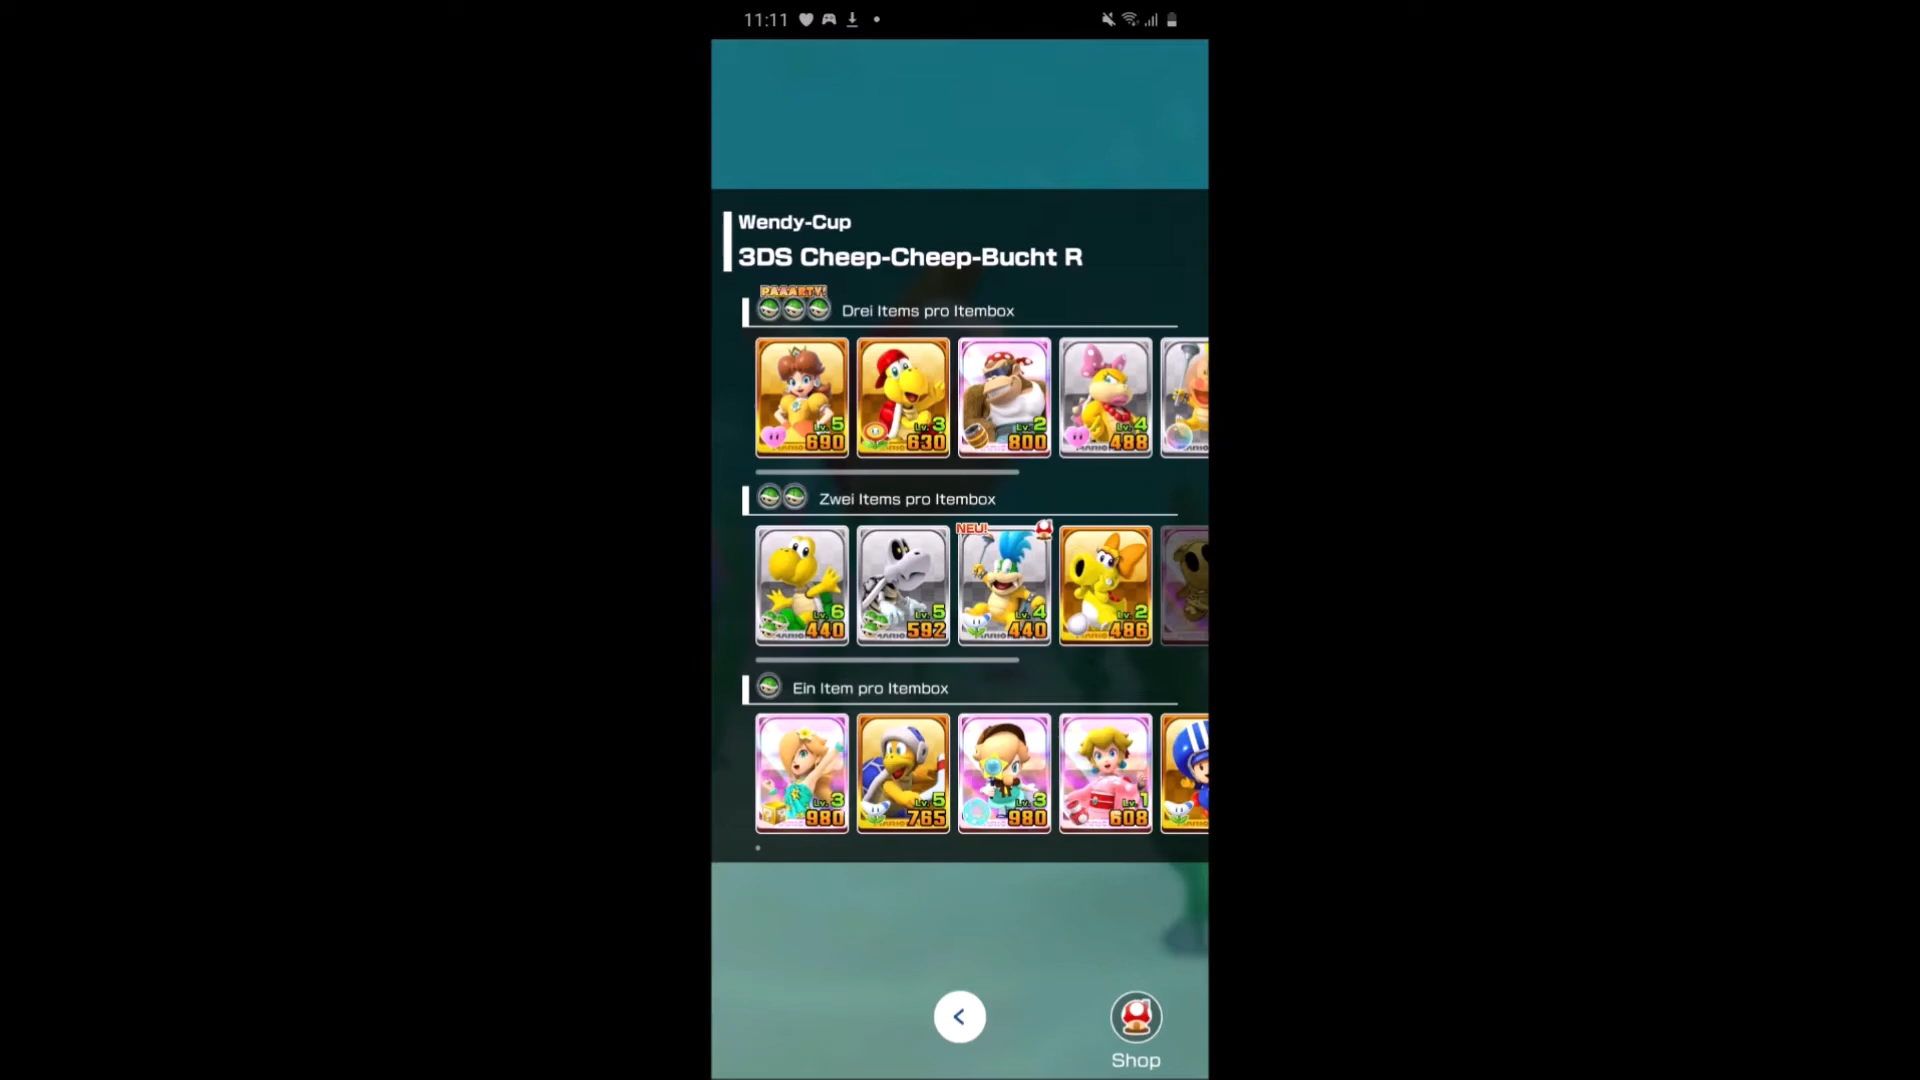 11:11
Wendy-Cup
3DS Cheep-Cheep-Bucht R
PAAARTY!
Drei Items pro Itembox
Lv. 5 Lv. 3 Lv. 2 Lv. 4
690 630 800 488
Zwei Items pro Itembox
NEU!
Lv. 6 Lv. 5 Lv. 4 Lv. 2
440 592 440 486
Ein Item pro Itembox
Lv. 3 Lv. 5 Lv. 3 Lv. 1
980 765 980 608
Shop